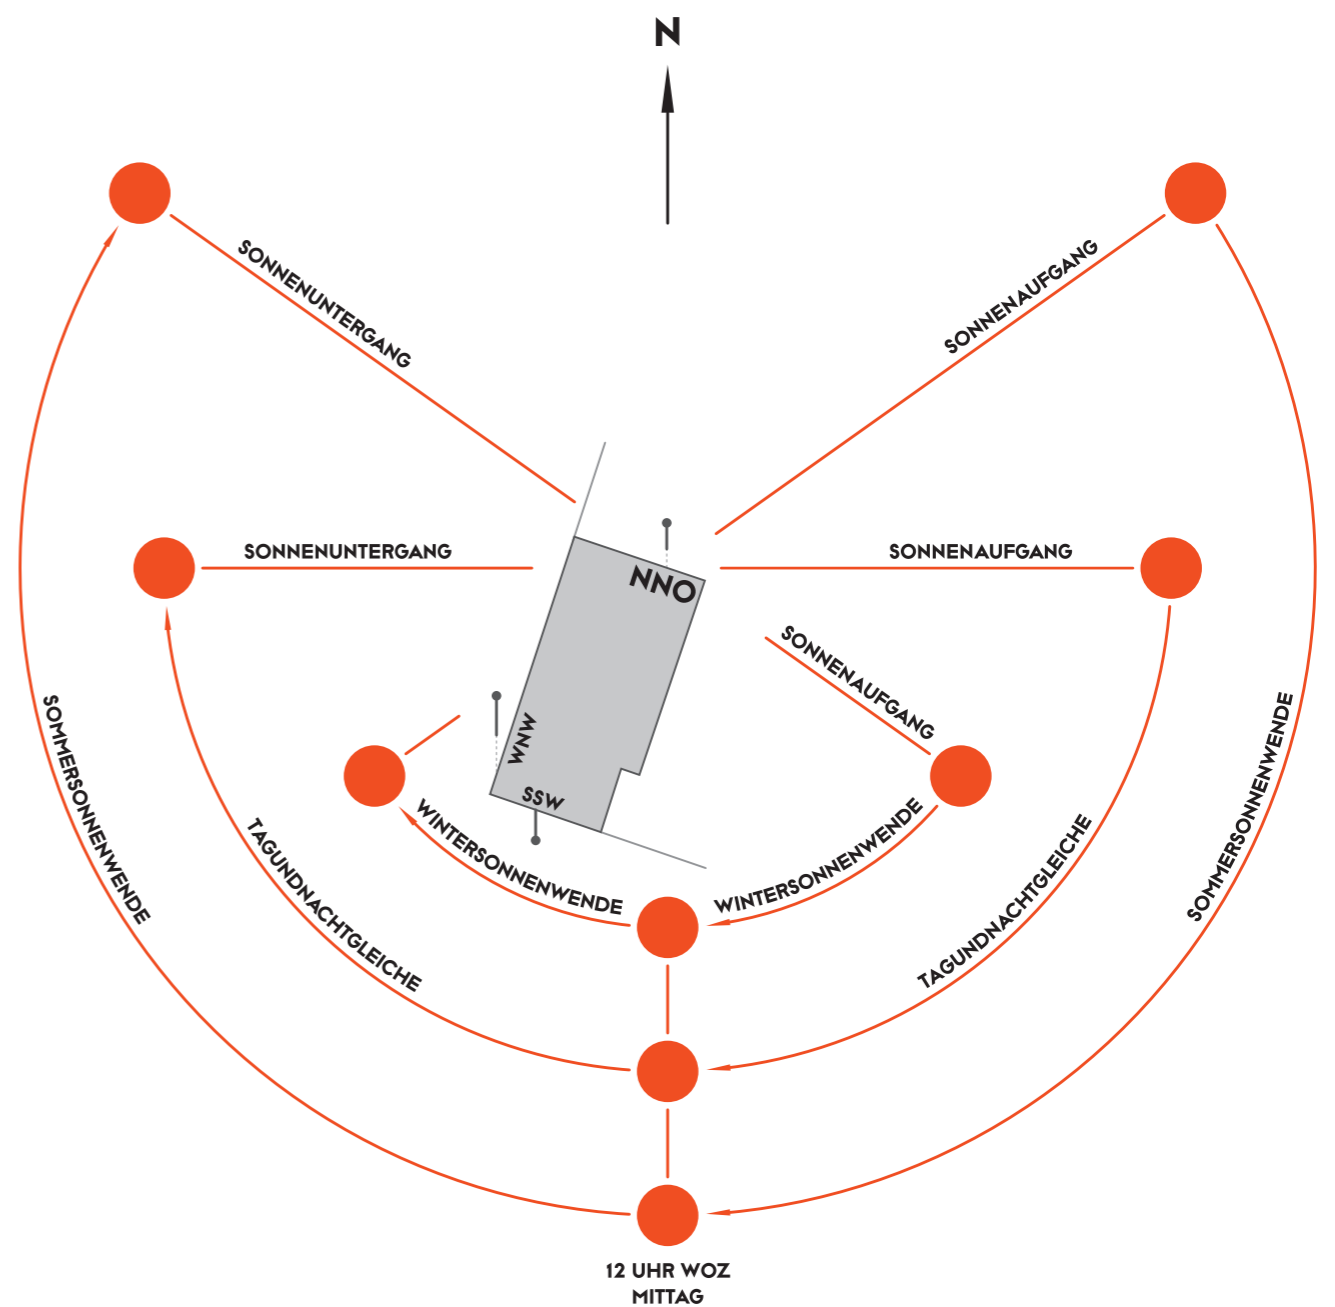 N
SONNENUNTERGANG
SONNENAUFGANG
SONNENUNTERGANG
SONNENAUFGANG
NNO
SONNENAUFGANG
WNW
SSW
SOMMERSONNENWENDE
TAGUNDNACHTGLEICHE
WINTERSONNENWENDE
WINTERSONNENWENDE
TAGUNDNACHTGLEICHE
SOMMERSONNENWENDE
12 UHR WOZ
MITTAG